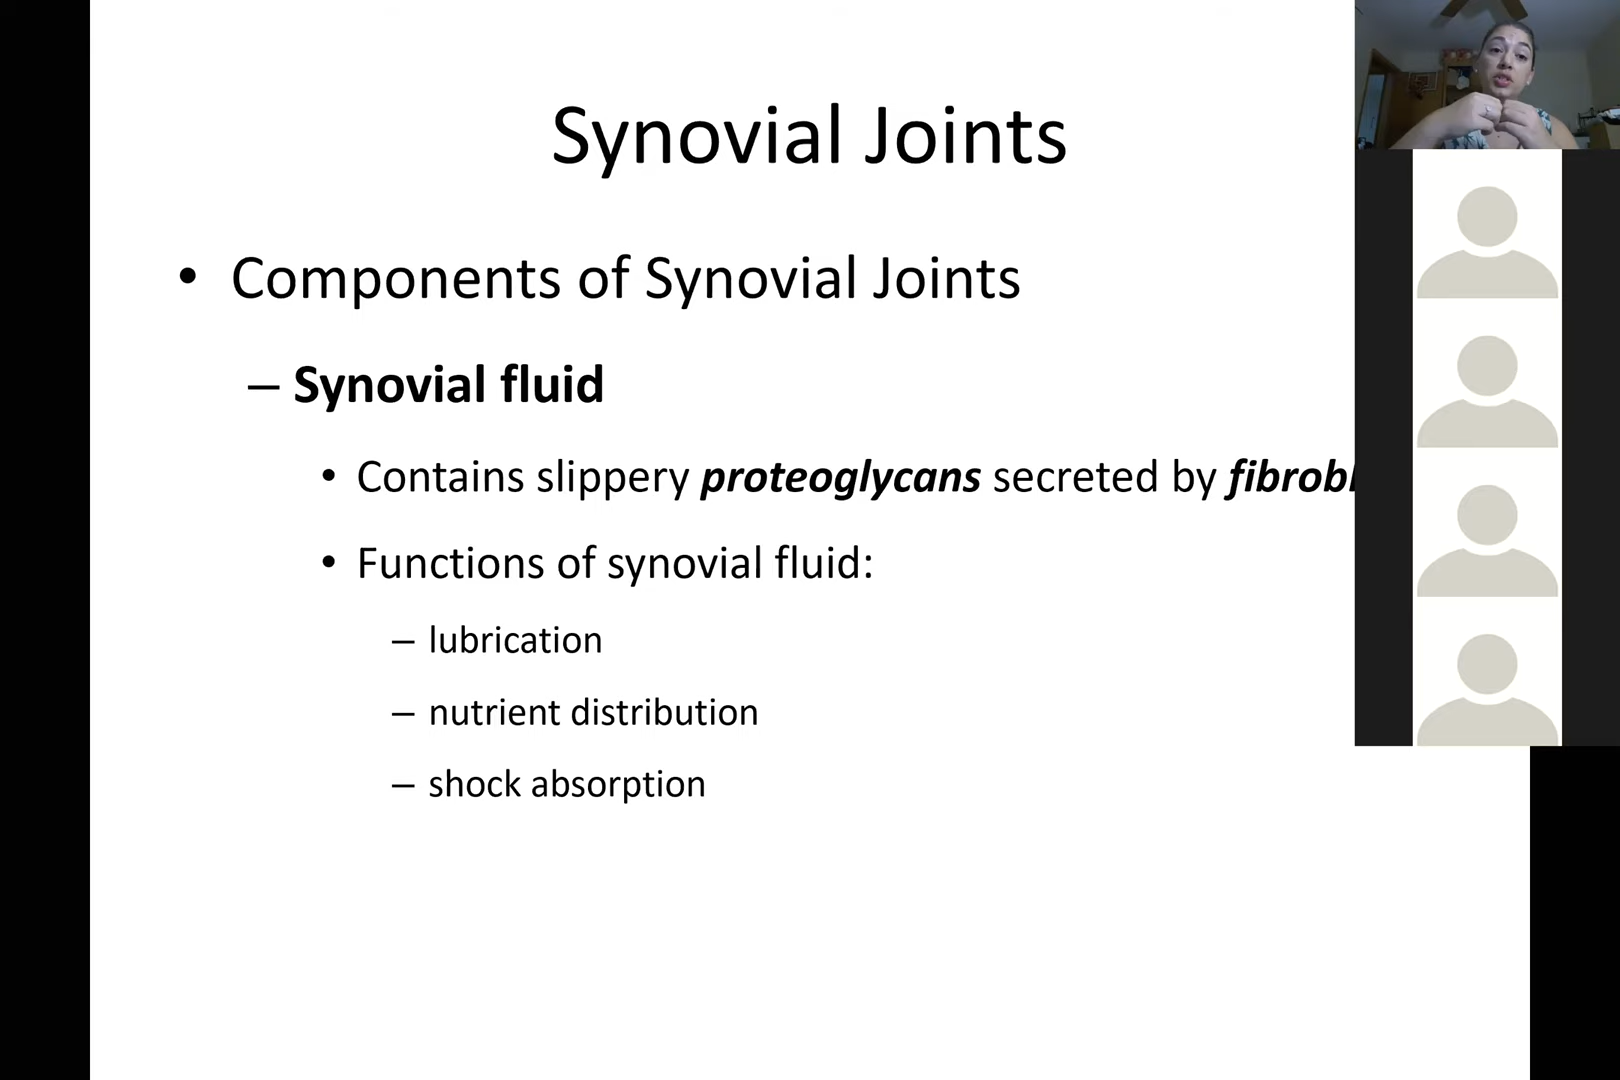 Synovial Joints
• Components of Synovial Joints
– Synovial fluid
• Contains slippery proteoglycans secreted by
• Functions of synovial fluid:
– lubrication
– nutrient distribution
– shock absorption